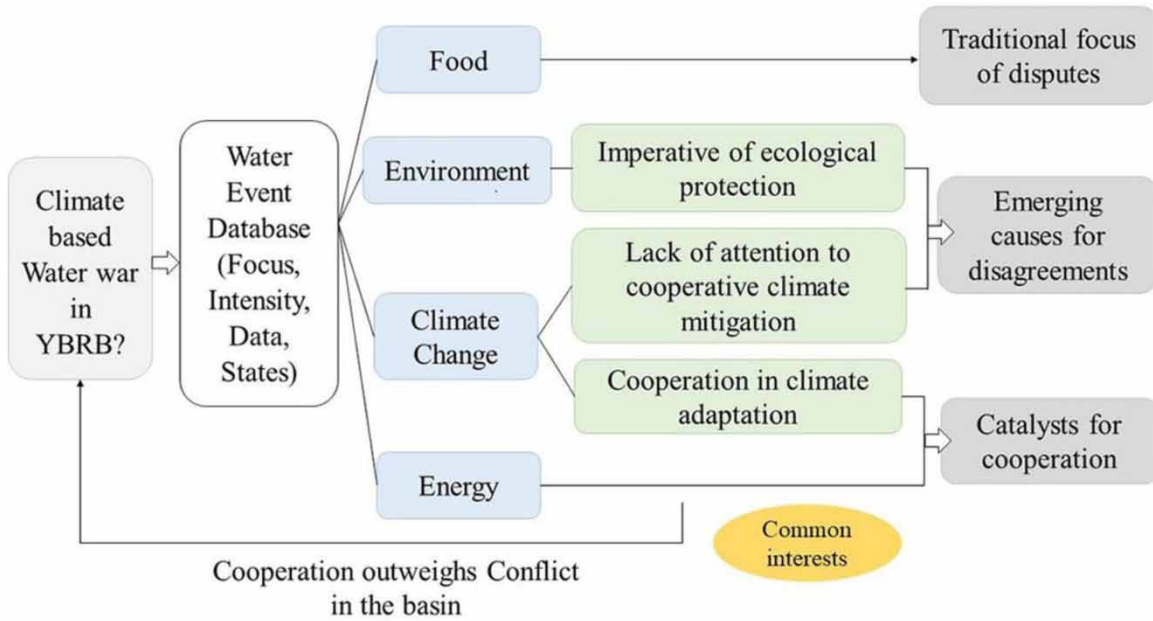 Climate
based
Water war
in
YBRB?
Water
Event
Database
(Focus,
Intensity,
Data,
States)
Food
Environment
Climate
Change
Energy
Imperative of ecological
protection
Lack of attention to
cooperative climate
mitigation
Cooperation in climate
adaptation
Traditional focus
of disputes
Emerging
causes for
disagreements
Catalysts for
cooperation
Common
interests
Cooperation outweighs Conflict
in the basin